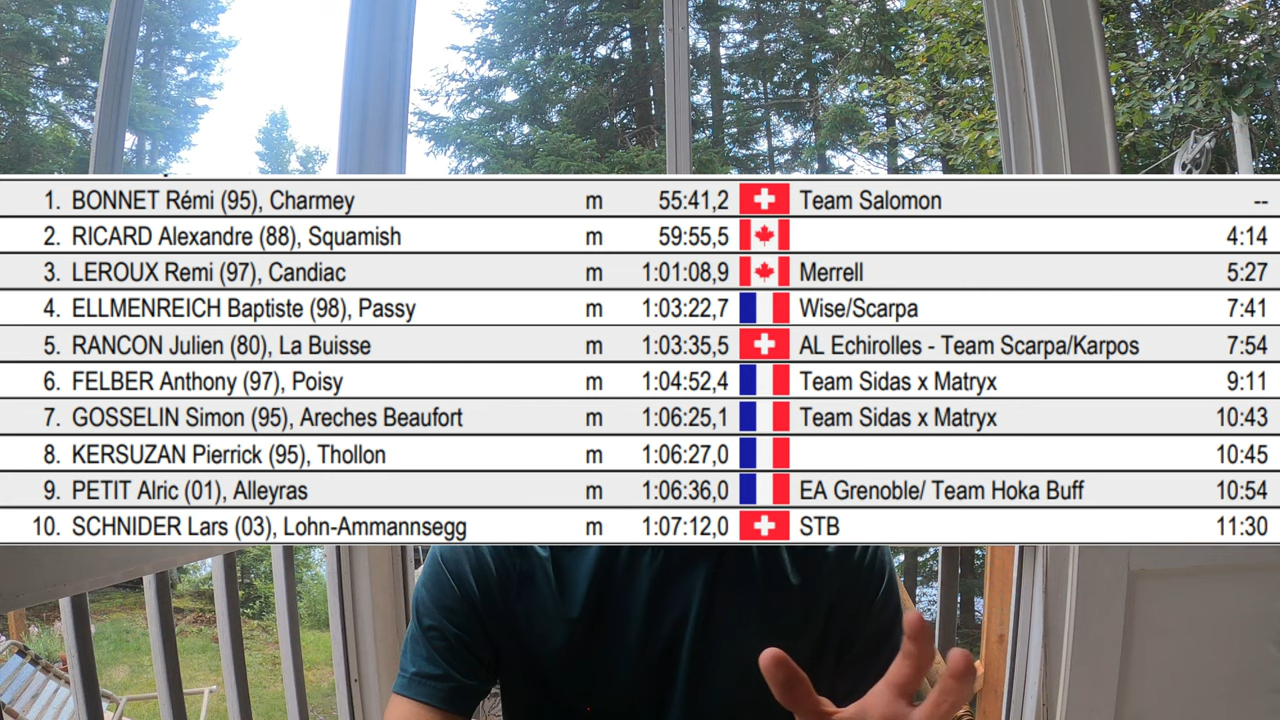 1. BONNET Rémi (95), Charmey m 55:41,2 Team Salomon --
2. RICARD Alexandre (88), Squamish m 59:55,5 4:14
3. LEROUX Remi (97), Candiac m 1:01:08,9 Merrell 5:27
4. ELLMENREICH Baptiste (98), Passy m 1:03:22,7 Wise/Scarpa 7:41
5. RANCON Julien (80), La Buisse m 1:03:35,5 AL Echirolles - Team Scarpa/Karpos 7:54
6. FELBER Anthony (97), Poisy m 1:04:52,4 Team Sidas x Matryx 9:11
7. GOSSELIN Simon (95), Areches Beaufort m 1:06:25,1 Team Sidas x Matryx 10:43
8. KERSUZAN Pierrick (95), Thollon m 1:06:27,0 10:45
9. PETIT Alric (01), Alleyras m 1:06:36,0 EA Grenoble/ Team Hoka Buff 10:54
10. SCHNIDER Lars (03), Lohn-Ammannsegg m 1:07:12,0 STB 11:30